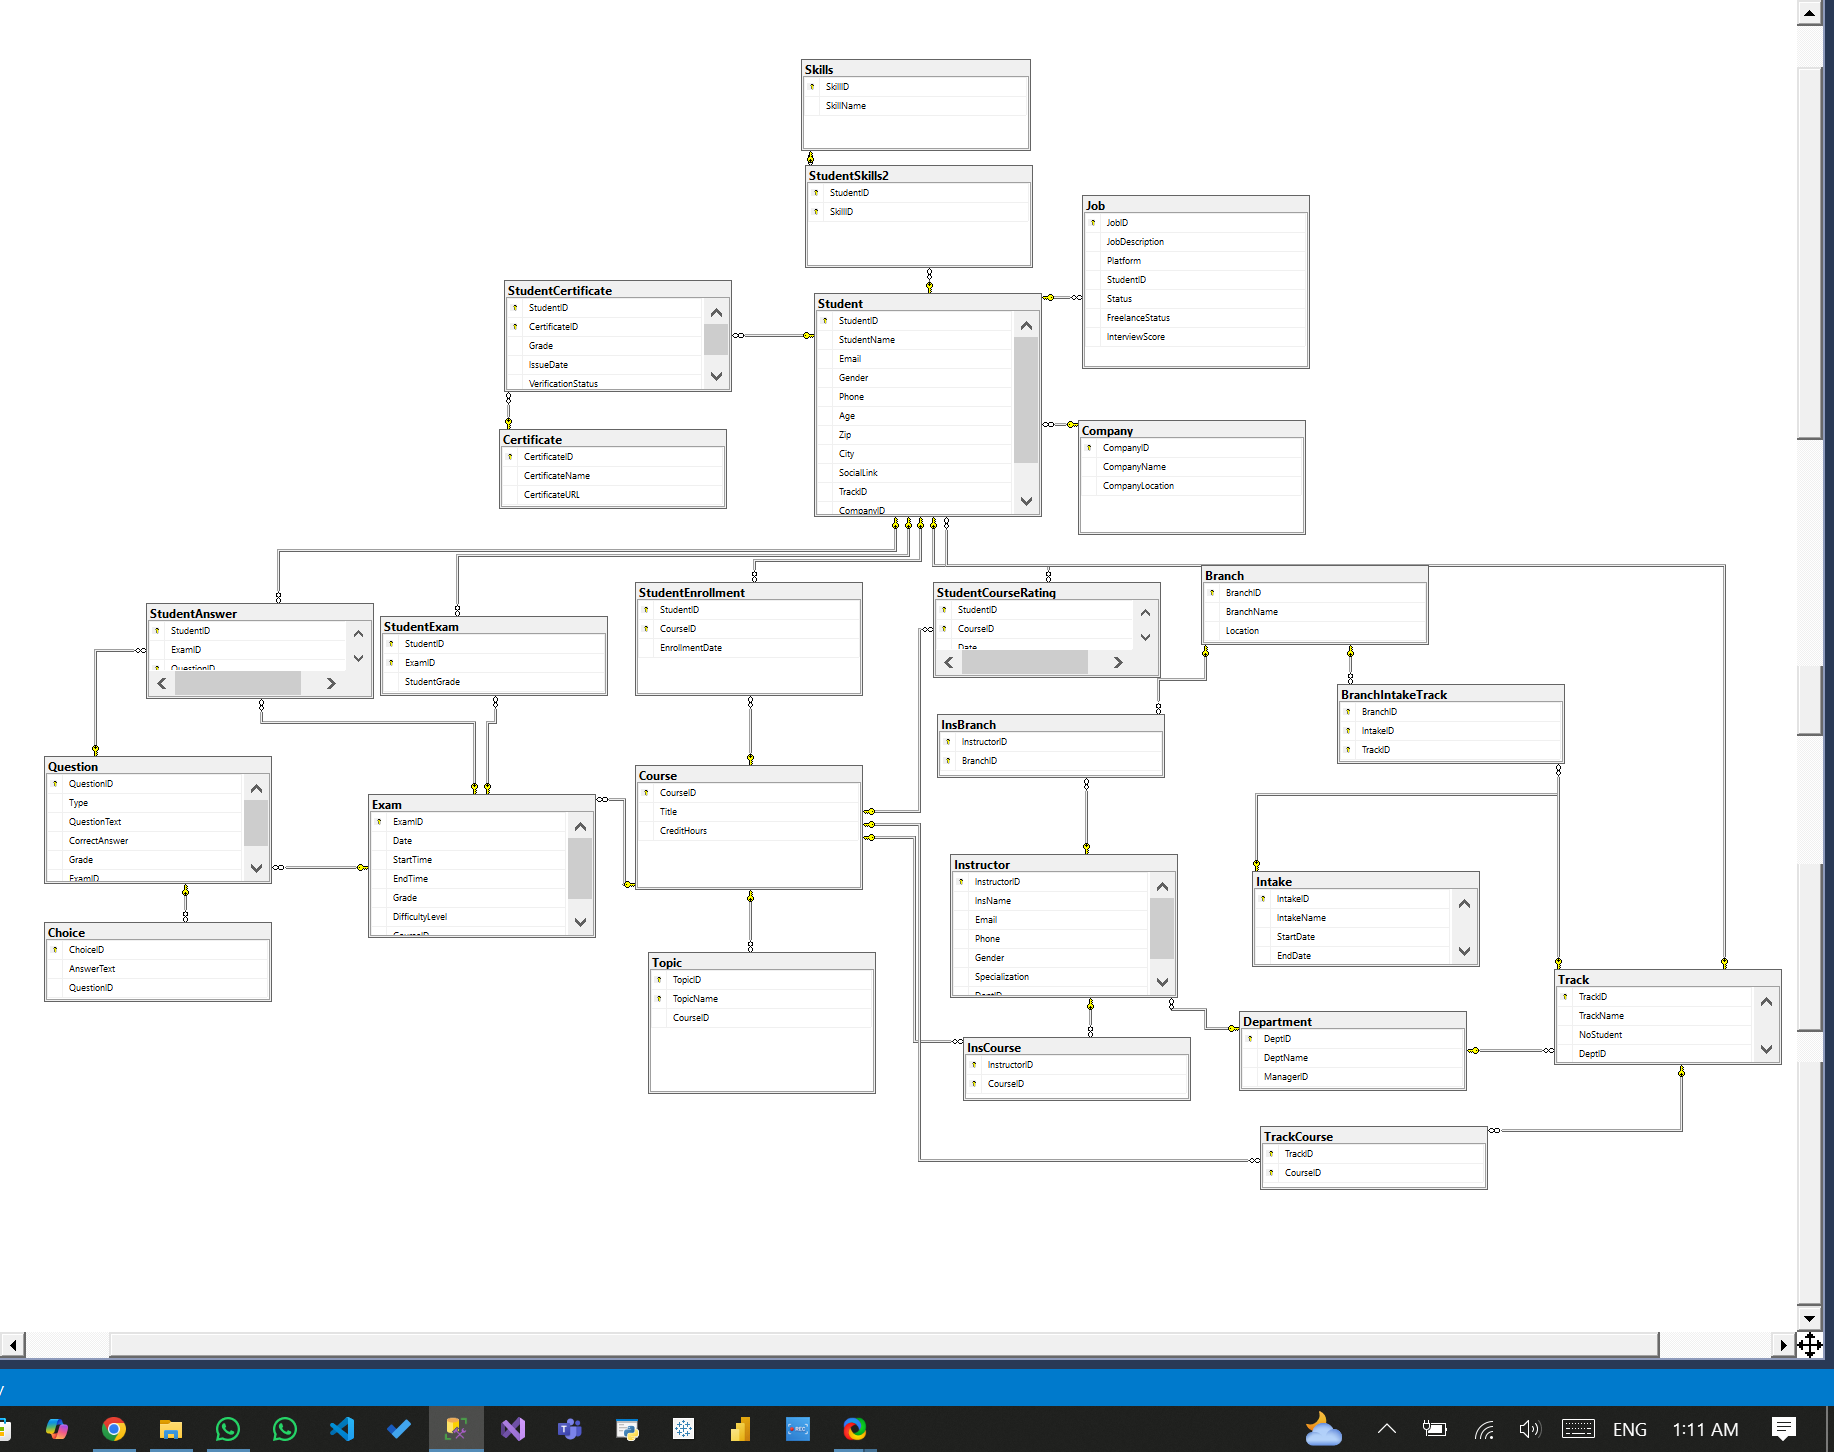 Skills
SkillID
SkillName
StudentSkills2
StudentID
SkillID
Job
JobID
JobDescription
Platform
StudentID
Status
FreelanceStatus
InterviewScore
StudentCertificate
StudentID
CertificateID
Grade
IssueDate
VerificationStatus
Student
StudentID
StudentName
Email
Gender
Phone
Age
Zip
City
SocialLink
TrackID
CompanyID
Certificate
CertificateID
CertificateName
CertificateURL
Company
CompanyID
CompanyName
CompanyLocation
StudentAnswer
StudentID
ExamID
QuestionID
StudentExam
StudentID
ExamID
StudentGrade
StudentEnrollment
StudentID
CourseID
EnrollmentDate
StudentCourseRating
StudentID
CourseID
Date
Branch
BranchID
BranchName
Location
BranchIntakeTrack
BranchID
IntakeID
TrackID
InsBranch
InstructorID
BranchID
Question
QuestionID
Type
QuestionText
CorrectAnswer
Grade
ExamID
Exam
ExamID
Date
StartTime
EndTime
Grade
DifficultyLevel
CourseID
Course
CourseID
Title
CreditHours
Instructor
InstructorID
InsName
Email
Phone
Gender
Specialization
DeptID
Intake
IntakeID
IntakeName
StartDate
EndDate
Choice
ChoiceID
AnswerText
QuestionID
Topic
TopicID
TopicName
CourseID
Track
TrackID
TrackName
NoStudent
DeptID
Department
DeptID
DeptName
ManagerID
InsCourse
InstructorID
CourseID
TrackCourse
TrackID
CourseID
ENG
1:11 AM